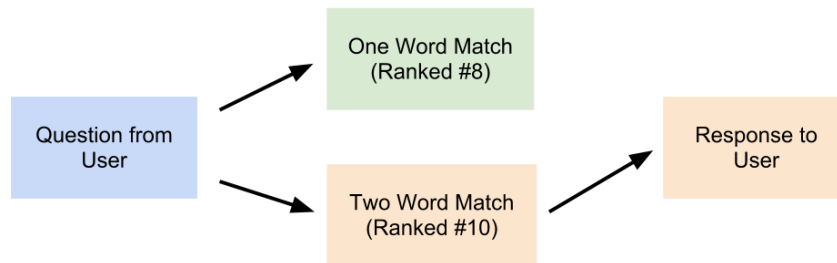 Question from
User
One Word Match
(Ranked #8)
Two Word Match
(Ranked #10)
Response to
User